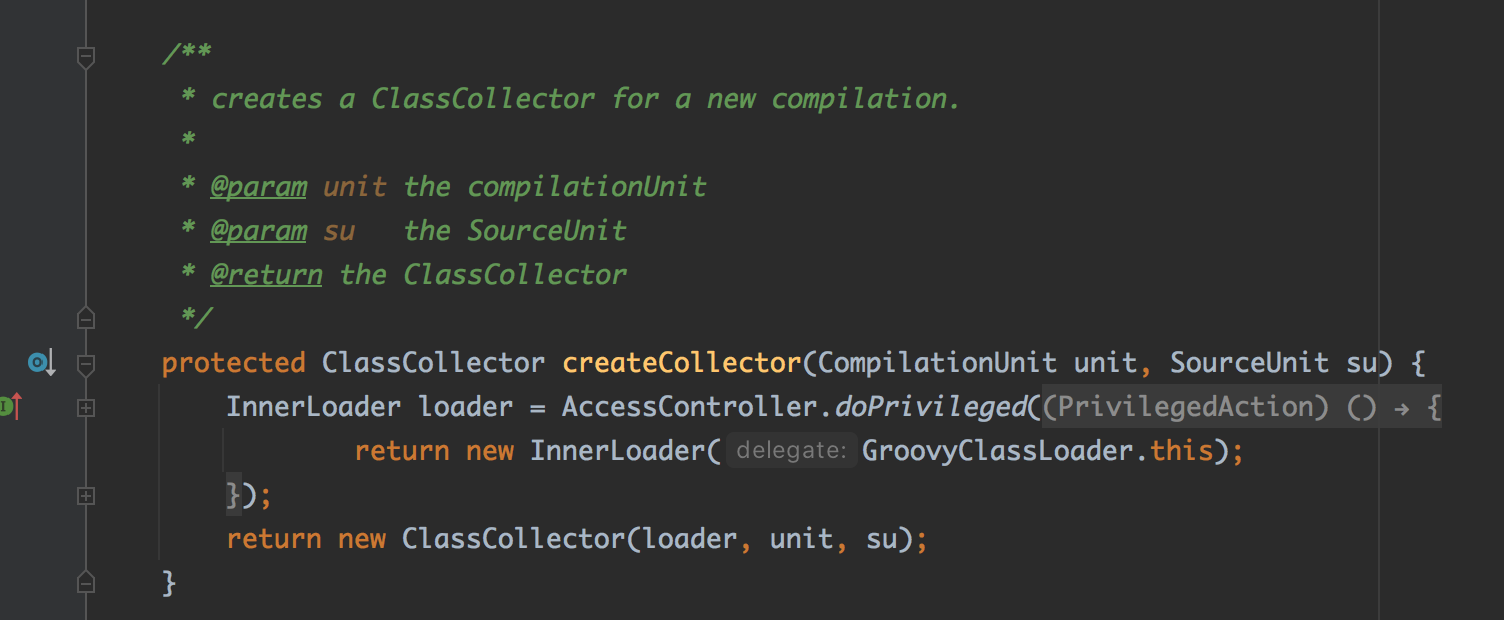 /**
 * creates a ClassCollector for a new compilation.
 *
 * @param unit the compilationUnit
 * @param su   the SourceUnit
 * @return the ClassCollector
 */
protected ClassCollector createCollector(CompilationUnit unit, SourceUnit su) {
    InnerLoader loader = AccessController.doPrivileged((PrivilegedAction) () → {
            return new InnerLoader( delegate: GroovyClassLoader.this);
    });
    return new ClassCollector(loader, unit, su);
}